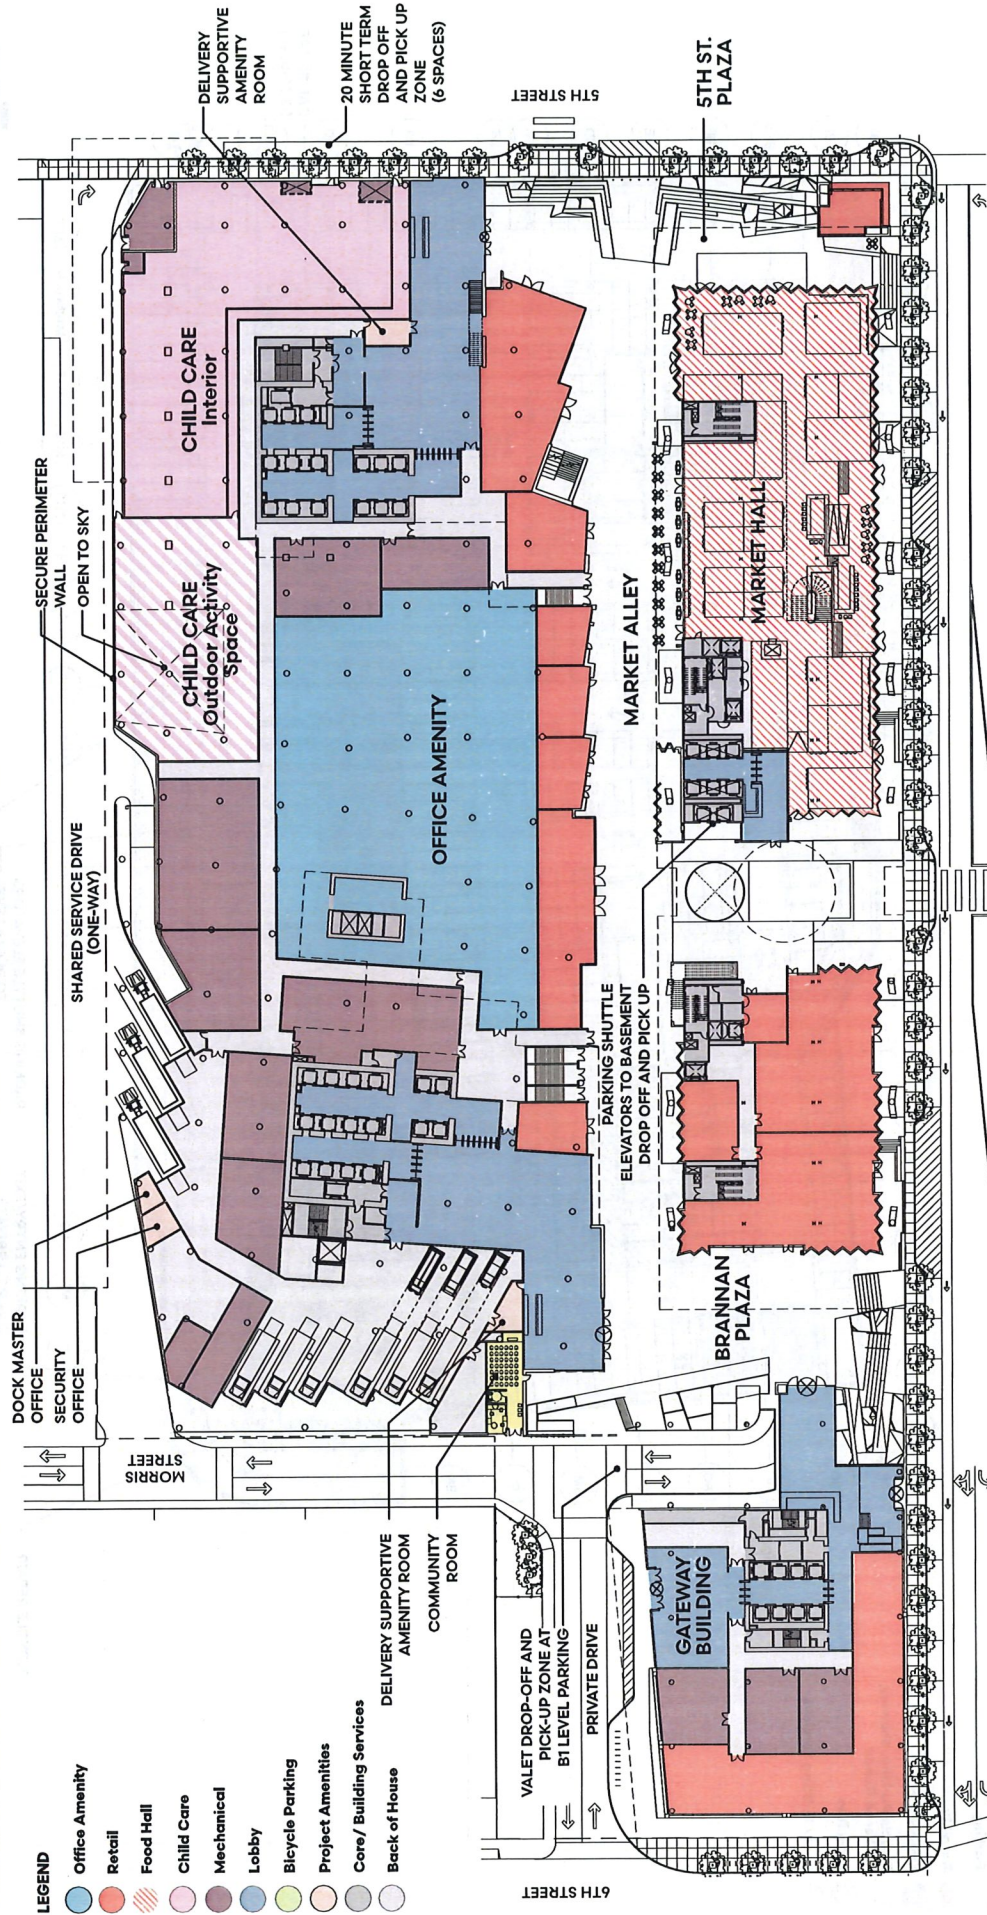 LEGEND
Office Amenity
Retail
Food Hall
Child Care
Mechanical
Lobby
Bicycle Parking
Project Amenities
Core/ Building Services
Back of House
DOCK MASTER
OFFICE
SECURITY
OFFICE
MORRIS
STREET
SHARED SERVICE DRIVE
(ONE-WAY)
SECURE PERIMETER
WALL
OPEN TO SKY
CHILD CARE
Outdoor Activity
Space
CHILD CARE
Interior
DELIVERY
SUPPORTIVE
AMENITY
ROOM
20 MINUTE
SHORT TERM
DROP OFF
AND PICK UP
ZONE
(6 SPACES)
5TH STREET
5TH ST.
PLAZA
OFFICE AMENITY
MARKET ALLEY
MARKET HALL
PARKING SHUTTLE
ELEVATORS TO BASEMENT
DROP OFF AND PICK UP
BRANNAN
PLAZA
DELIVERY SUPPORTIVE
AMENITY ROOM
COMMUNITY
ROOM
VALET DROP-OFF AND
PICK-UP ZONE AT
B1 LEVEL PARKING
PRIVATE DRIVE
GATEWAY
BUILDING
6TH STREET